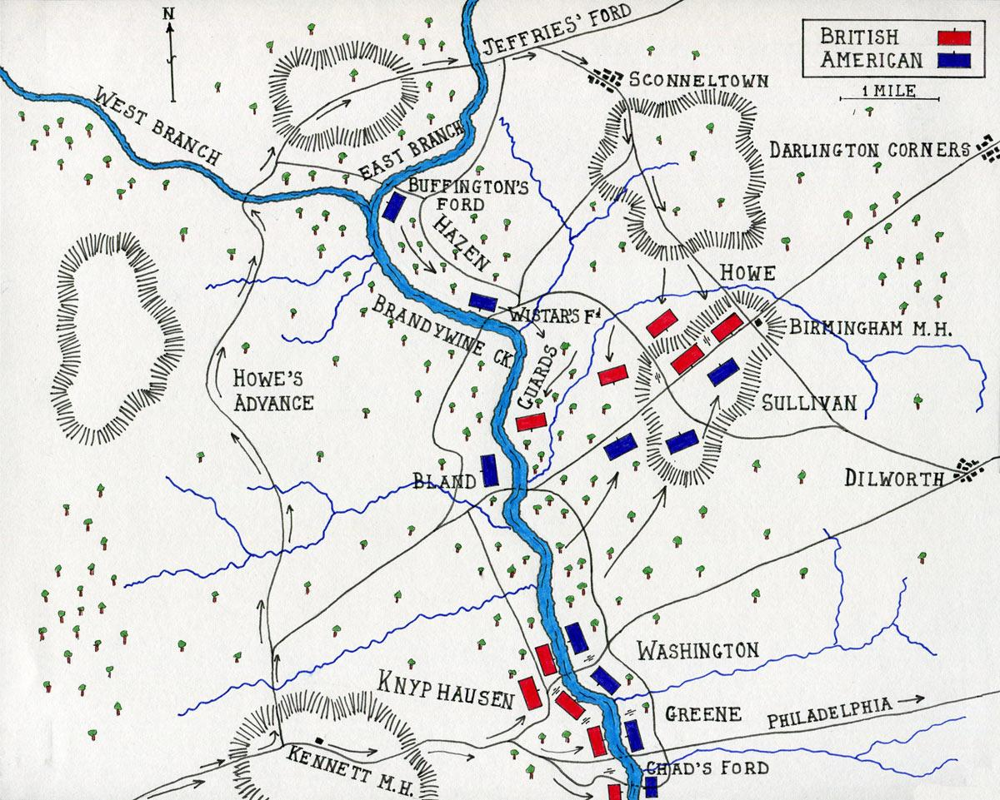 N
JEFFRIES' FORD
BRITISH
AMERICAN
1 MILE
SCONNELTOWN
WEST BRANCH
EAST BRANCH
DARLINGTON CORNERS
BUFFINGTON'S
FORD
HAZEN
HOWE
BRANDYWINE CK.
WISTAR'S Fd
BIRMINGHAM M.H.
GUARDS
HOWE'S
ADVANCE
SULLIVAN
BLAND
DILWORTH
WASHINGTON
KNYPHAUSEN
GREENE
PHILADELPHIA
KENNETT M.H.
CHAD'S FORD